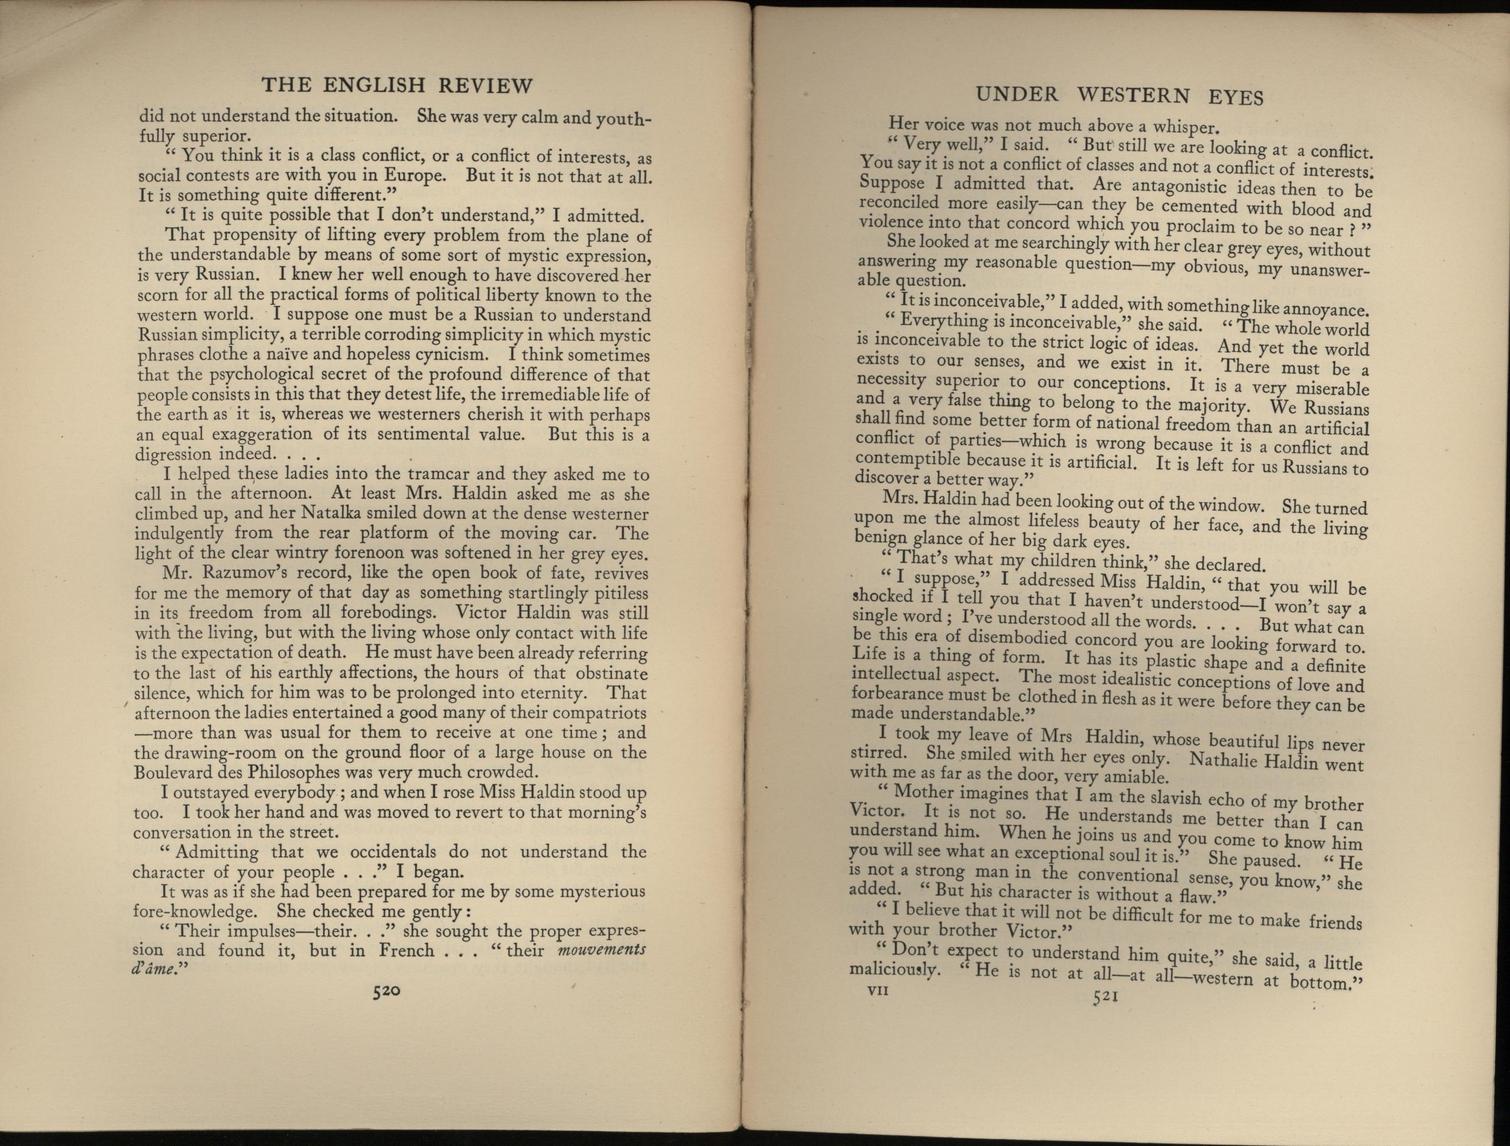 THE ENGLISH REVIEW
did not understand the situation. She was very calm and youth-
fully superior.
“ You think it is a class conflict, or a conflict of interests, as
social contests are with you in Europe. But it is not that at all.
It is something quite different.”
“ It is quite possible that I don’t understand,” I admitted.
That propensity of lifting every problem from the plane of
the understandable by means of some sort of mystic expression,
is very Russian. I knew her well enough to have discovered her
scorn for all the practical forms of political liberty known to the
western world. I suppose one must be a Russian to understand
Russian simplicity, a terrible corroding simplicity in which mystic
phrases clothe a naïve and hopeless cynicism. I think sometimes
that the psychological secret of the profound difference of that
people consists in this that they detest life, the irremediable life of
the earth as it is, whereas we westerners cherish it with perhaps
an equal exaggeration of its sentimental value. But this is a
digression indeed. . . .
I helped these ladies into the tramcar and they asked me to
call in the afternoon. At least Mrs. Haldin asked me as she
climbed up, and her Natalka smiled down at the dense westerner
indulgently from the rear platform of the moving car. The
light of the clear wintry forenoon was softened in her grey eyes.
Mr. Razumov’s record, like the open book of fate, revives
for me the memory of that day as something startlingly pitiless
in its freedom from all forebodings. Victor Haldin was still
with the living, but with the living whose only contact with life
is the expectation of death. He must have been already referring
to the last of his earthly affections, the hours of that obstinate
silence, which for him was to be prolonged into eternity. That
afternoon the ladies entertained a good many of their compatriots
—more than was usual for them to receive at one time ; and
the drawing-room on the ground floor of a large house on the
Boulevard des Philosophes was very much crowded.
I outstayed everybody ; and when I rose Miss Haldin stood up
too. I took her hand and was moved to revert to that morning’s
conversation in the street.
“ Admitting that we occidentals do not understand the
character of your people . . .” I began.
It was as if she had been prepared for me by some mysterious
fore-knowledge. She checked me gently :
“ Their impulses—their. . .” she sought the proper expres-
sion and found it, but in French . . . “ their mouvements
d’âme.”
520
UNDER WESTERN EYES
Her voice was not much above a whisper.
“ Very well,” I said. “ But still we are looking at a conflict.
You say it is not a conflict of classes and not a conflict of interests.
Suppose I admitted that. Are antagonistic ideas then to be
reconciled more easily—can they be cemented with blood and
violence into that concord which you proclaim to be so near ? ”
She looked at me searchingly with her clear grey eyes, without
answering my reasonable question—my obvious, my unanswer-
able question.
“ It is inconceivable,” I added, with something like annoyance.
“ Everything is inconceivable,” she said. “ The whole world
is inconceivable to the strict logic of ideas. And yet the world
exists to our senses, and we exist in it. There must be a
necessity superior to our conceptions. It is a very miserable
and a very false thing to belong to the majority. We Russians
shall find some better form of national freedom than an artificial
conflict of parties—which is wrong because it is a conflict and
contemptible because it is artificial. It is left for us Russians to
discover a better way.”
Mrs. Haldin had been looking out of the window. She turned
upon me the almost lifeless beauty of her face, and the living
benign glance of her big dark eyes.
“ That’s what my children think,” she declared.
“ I suppose,” I addressed Miss Haldin, “ that you will be
shocked if I tell you that I haven’t understood—I won’t say a
single word ; I’ve understood all the words. . . . But what can
be this era of disembodied concord you are looking forward to.
Life is a thing of form. It has its plastic shape and a definite
intellectual aspect. The most idealistic conceptions of love and
forbearance must be clothed in flesh as it were before they can be
made understandable.”
I took my leave of Mrs Haldin, whose beautiful lips never
stirred. She smiled with her eyes only. Nathalie Haldin went
with me as far as the door, very amiable.
“ Mother imagines that I am the slavish echo of my brother
Victor. It is not so. He understands me better than I can
understand him. When he joins us and you come to know him
you will see what an exceptional soul it is.” She paused. “ He
is not a strong man in the conventional sense, you know,” she
added. “ But his character is without a flaw.”
“ I believe that it will not be difficult for me to make friends
with your brother Victor.”
“ Don’t expect to understand him quite,” she said, a little
maliciously. “ He is not at all—at all—western at bottom.”
VII
521